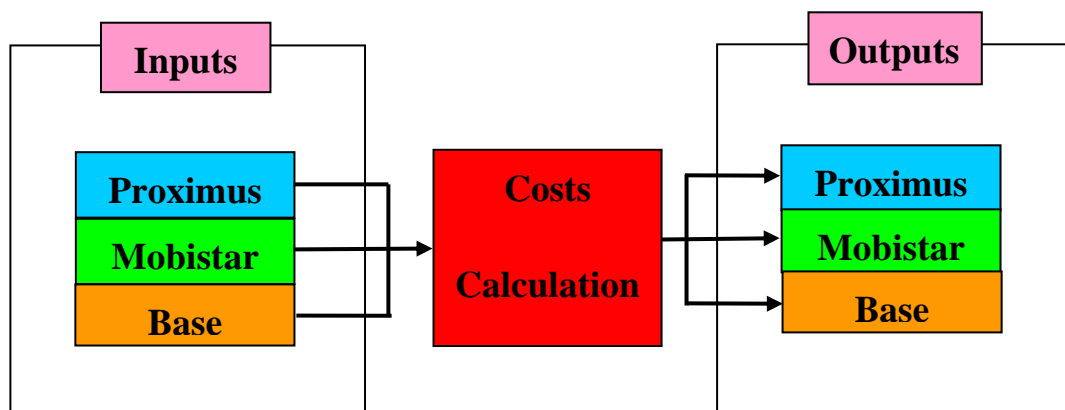 Inputs
Outputs
Proximus
Mobistar
Base
Costs
Calculation
Proximus
Mobistar
Base